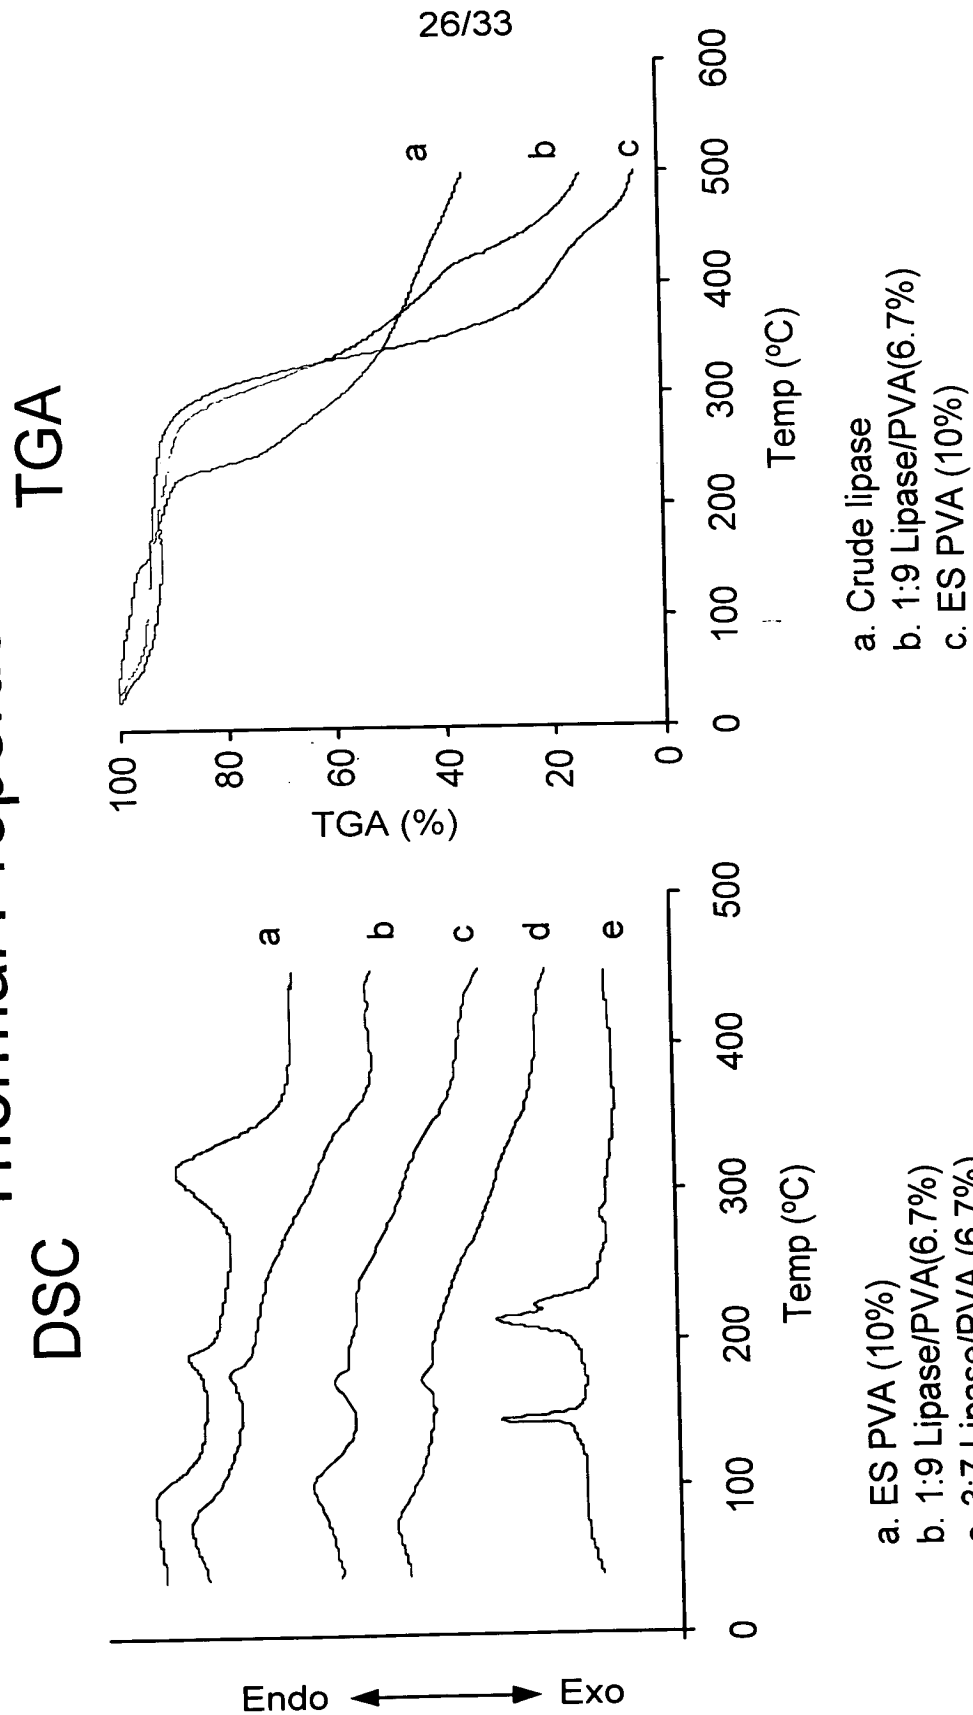 26/33
DSC
TGA
Endo
Exo
a
b
c
d
e
0
100
200
300
400
500
Temp (ºC)
a. ES PVA (10%)
b. 1:9 Lipase/PVA(6.7%)
TGA (%)
100
80
60
40
20
0
a
b
c
0
100
200
300
400
500
600
Temp (ºC)
a. Crude lipase
b. 1:9 Lipase/PVA(6.7%)
c. ES PVA (10%)